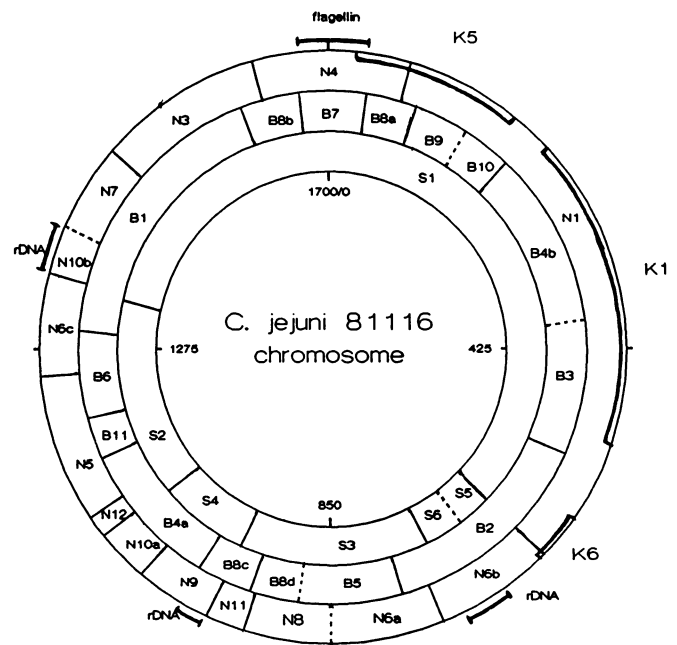 flagellin
K5
N4
N3
B8b
B7
B8a
B9
B10
S1
1700/0
N7
B1
N1
rDNA
N10b
B4b
K1
C. jejuni 81116
chromosome
N6c
1275
425
B6
B3
B11
S2
N5
S4
S6
S5
850
N12
B4a
S3
B2
N10a
B8c
B8d
B5
K6
N9
N6b
rDNA
N11
N8
N6a
rDNA